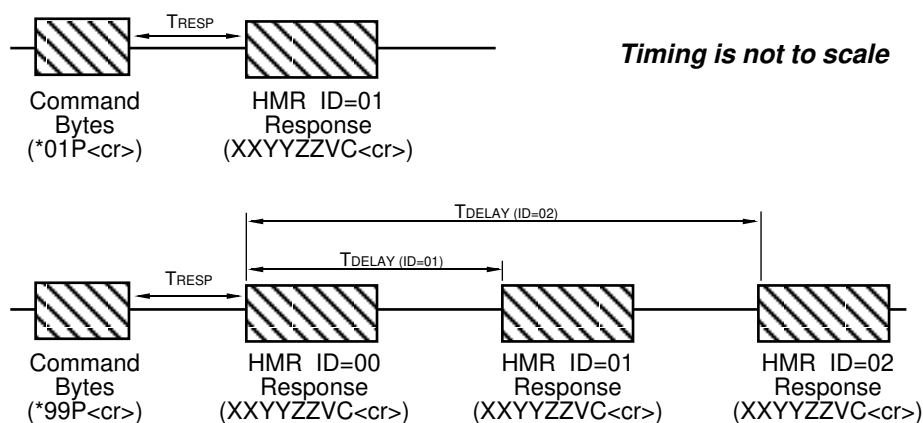 TRESP
Timing is not to scale
Command
Bytes
(*01P<cr>)
HMR ID=01
Response
(XXYYZZVC<cr>)
TDELAY (ID=02)
TDELAY (ID=01)
TRESP
Command
Bytes
(*99P<cr>)
HMR ID=00
Response
(XXYYZZVC<cr>)
HMR ID=01
Response
(XXYYZZVC<cr>)
HMR ID=02
Response
(XXYYZZVC<cr>)